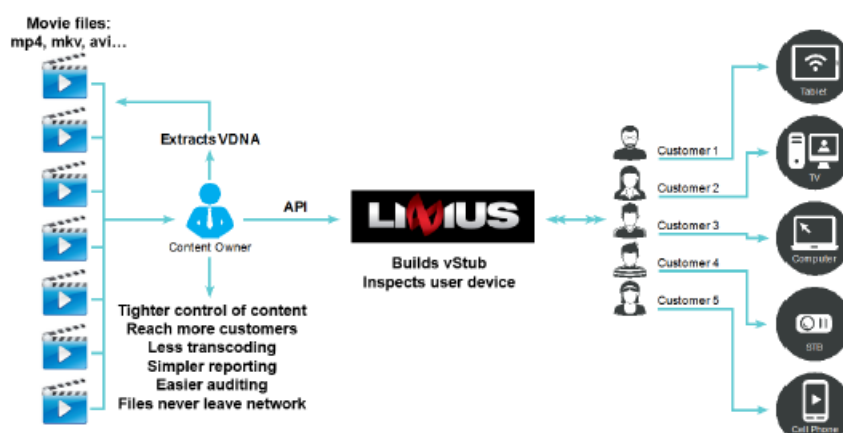 Movie files:
mp4, mkv, avi...
Extracts VDNA
API
Content Owner
LIMUS
Builds vStub
Inspects user device
Tighter control of content
Reach more customers
Less transcoding
Simpler reporting
Easier auditing
Files never leave network
Customer 1
Customer 2
Customer 3
Customer 4
Customer 5
Tablet
TV
Computer
STB
Cell Phone